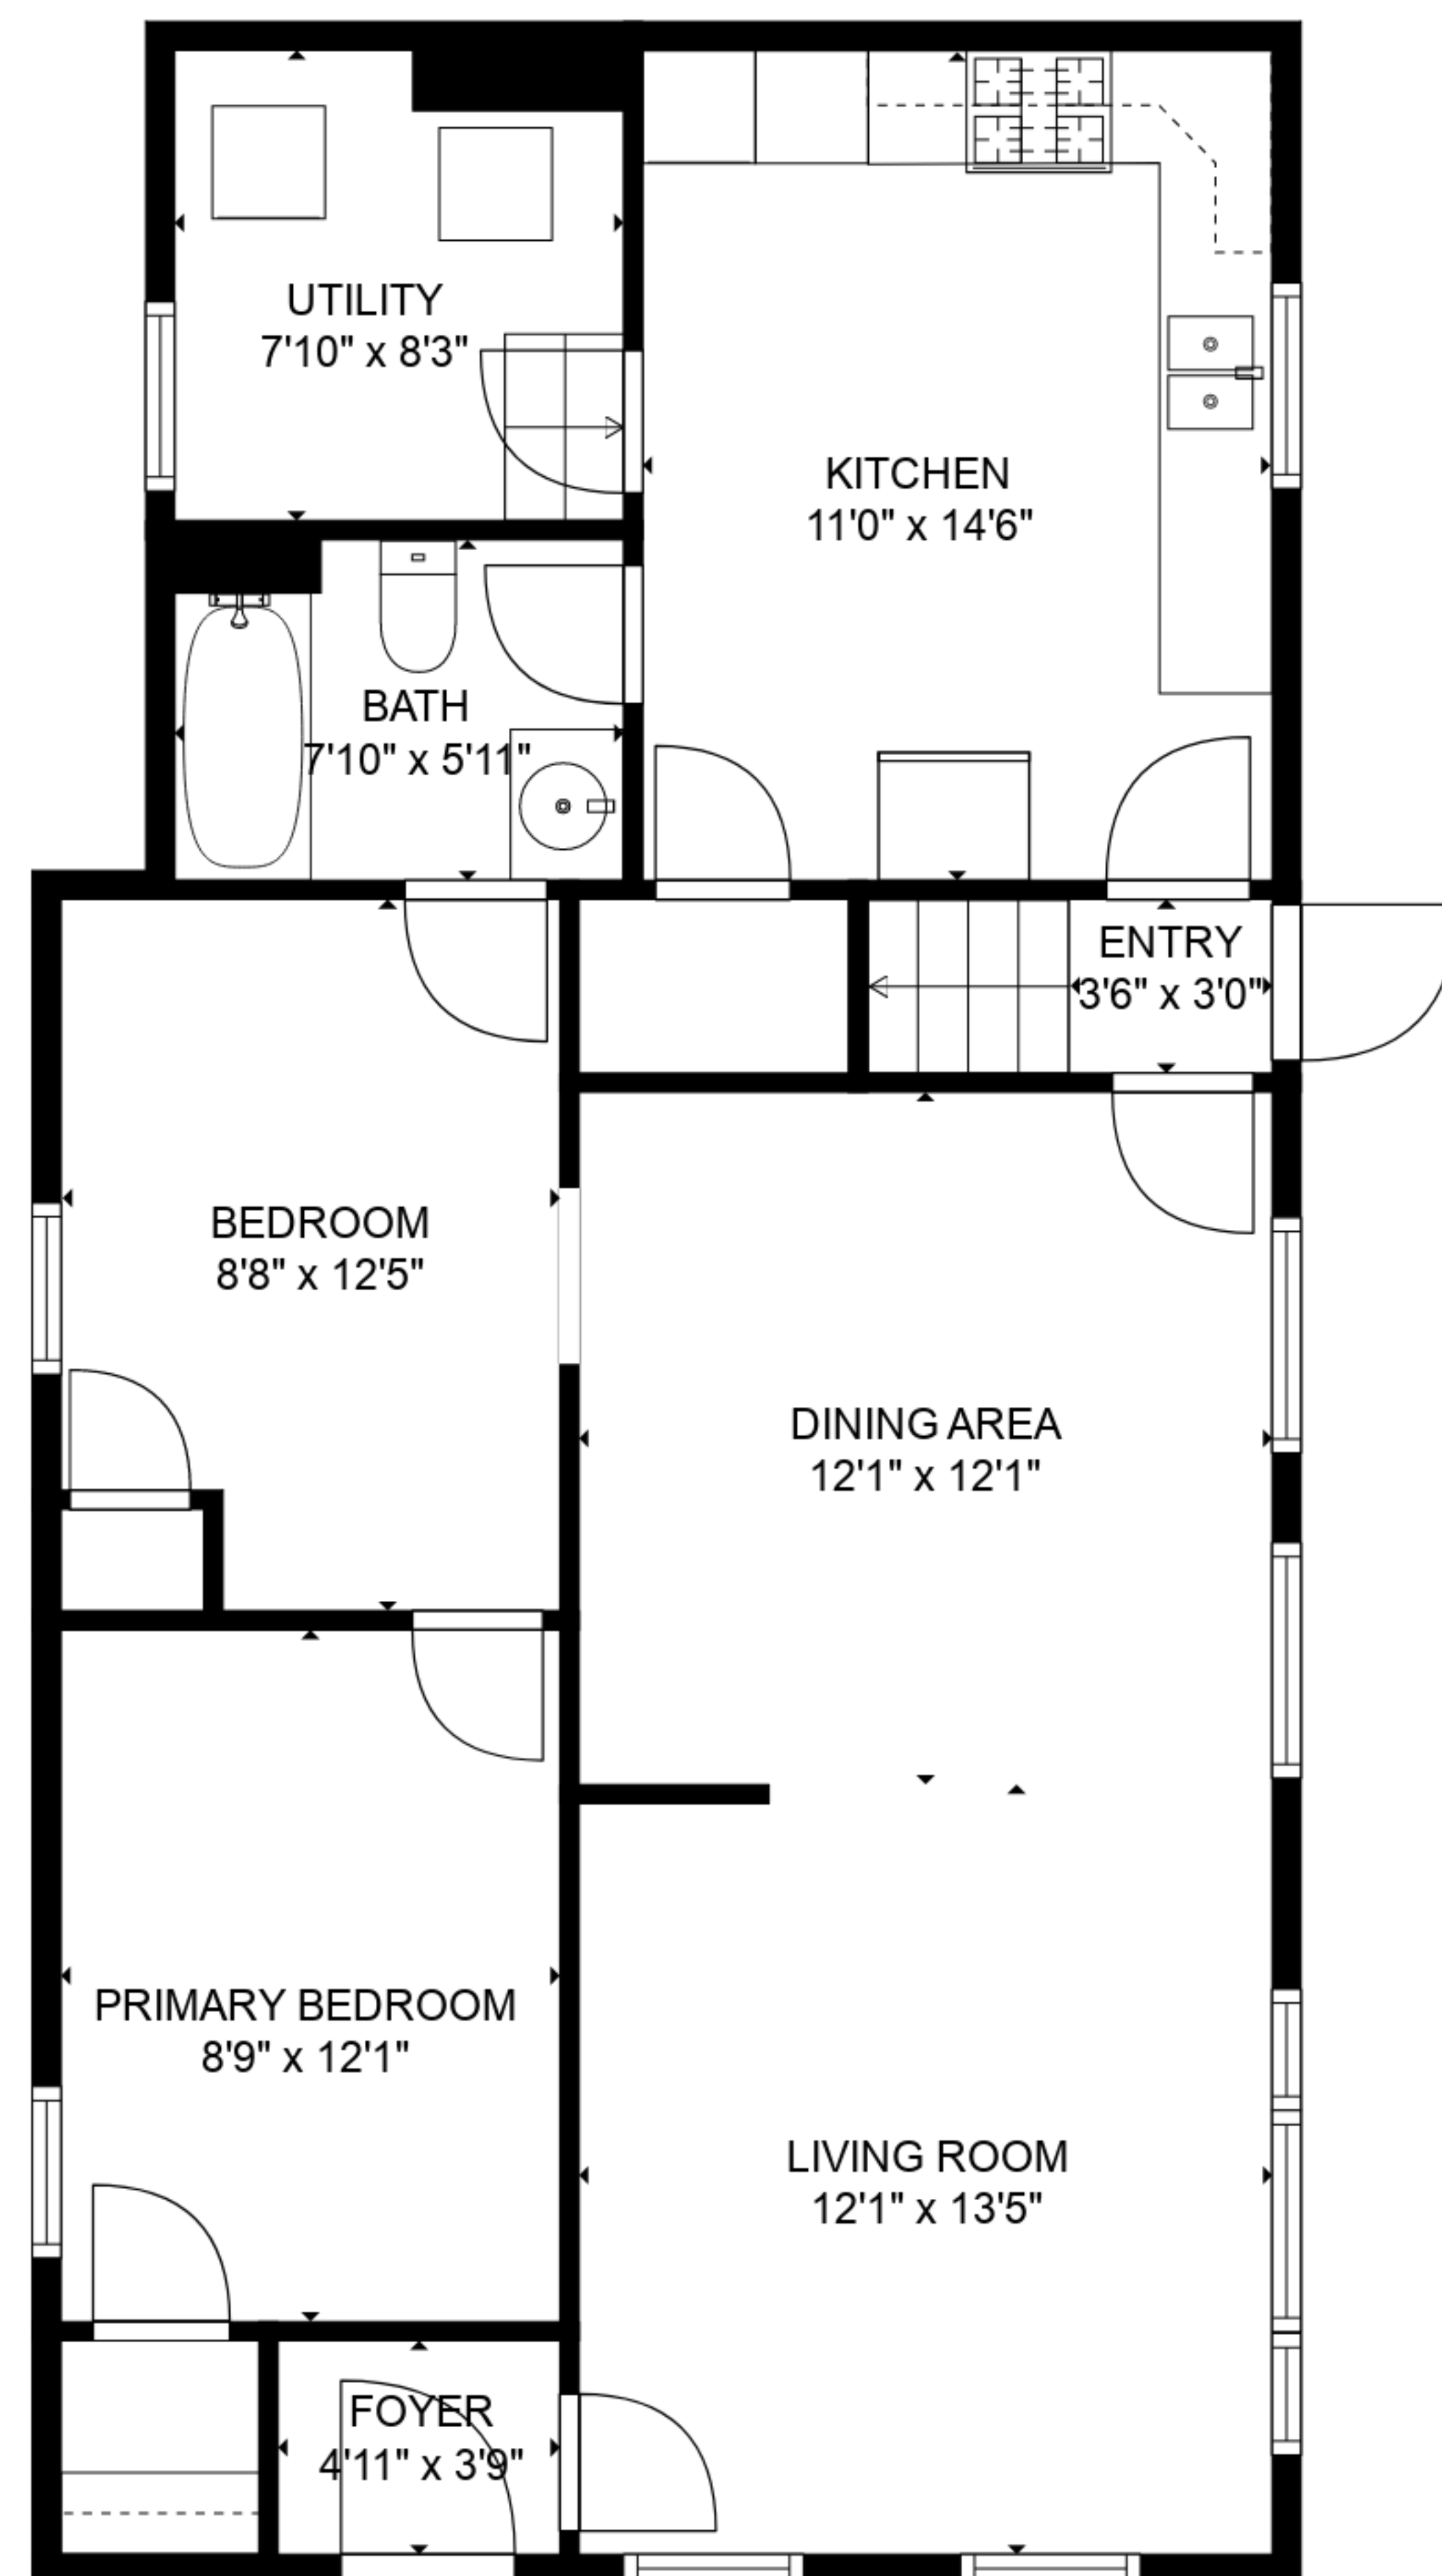 UTILITY
7'10" x 8'3"
KITCHEN
11'0" x 14'6"
BATH
7'10" x 5'11"
ENTRY
3'6" x 3'0"
BEDROOM
8'8" x 12'5"
DINING AREA
12'1" x 12'1"
PRIMARY BEDROOM
8'9" x 12'1"
LIVING ROOM
12'1" x 13'5"
FOYER
4'11" x 3'9"